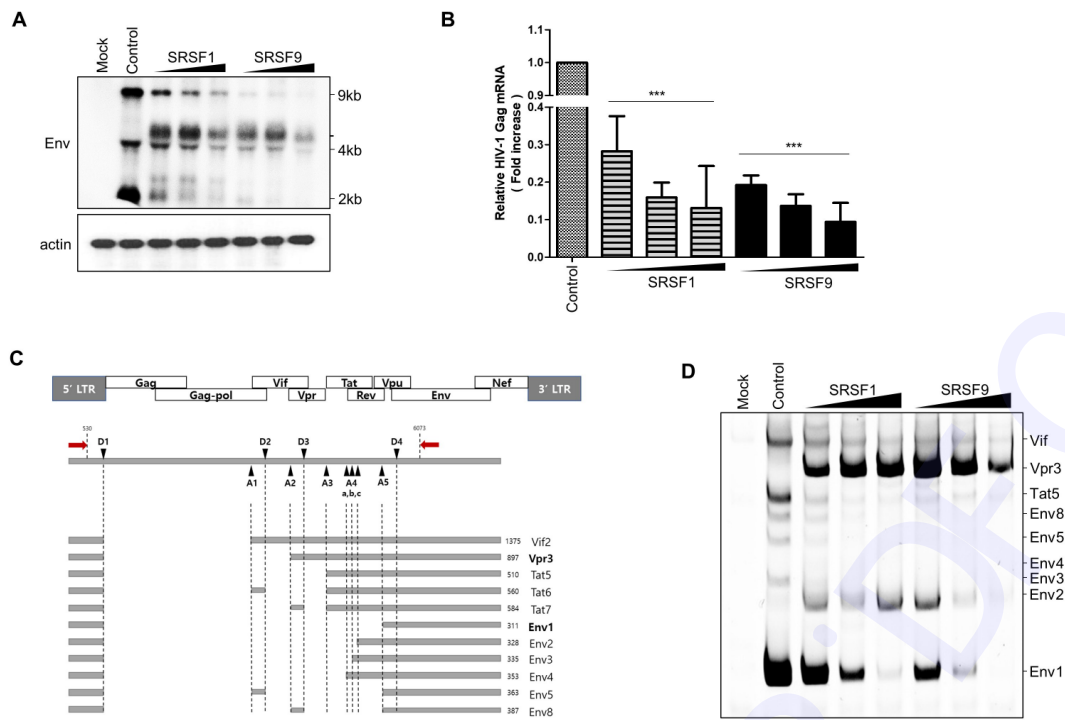 A
Mock
Control
SRSF1
SRSF9
Env
9kb
4kb
2kb
actin
B
Relative HIV-1 Gag mRNA
( Fold increase )
1.1
1.0
0.9
0.4
0.3
0.2
0.1
0.0
***
***
Control
SRSF1
SRSF9
C
5' LTR
Gag
Gag-pol
Vif
Vpr
Tat
Rev
Vpu
Env
Nef
3' LTR
530
6073
D1
D2
D3
D4
A1
A2
A3
A4
a,b,c
A5
1375 Vif2
897 Vpr3
510 Tat5
560 Tat6
584 Tat7
311 Env1
328 Env2
335 Env3
353 Env4
363 Env5
387 Env8
D
Mock
Control
SRSF1
SRSF9
Vif
Vpr3
Tat5
Env8
Env5
Env4
Env3
Env2
Env1